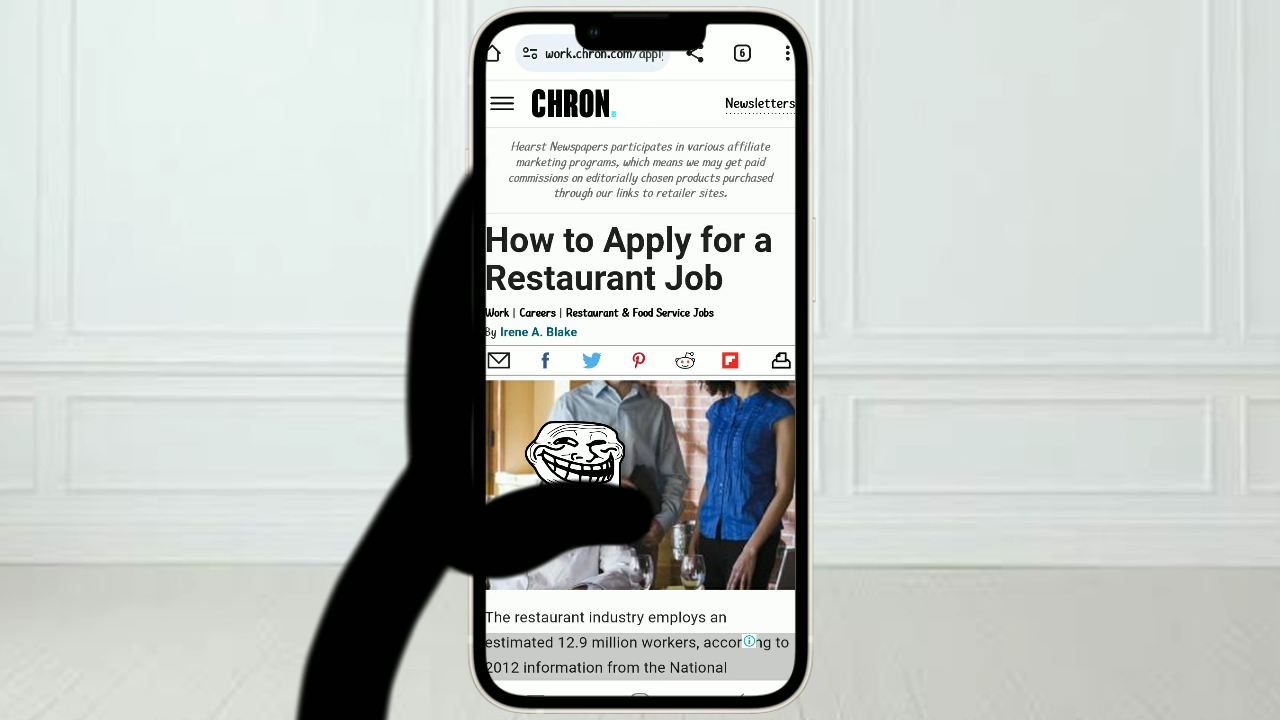 work.chron.com/appl
6
CHRON.
Newsletters
Hearst Newspapers participates in various affiliate
marketing programs, which means we may get paid
commissions on editorially chosen products purchased
through our links to retailer sites.
How to Apply for a
Restaurant Job
Work | Careers | Restaurant & Food Service Jobs
By Irene A. Blake
The restaurant industry employs an
estimated 12.9 million workers, to
2012 information from the National